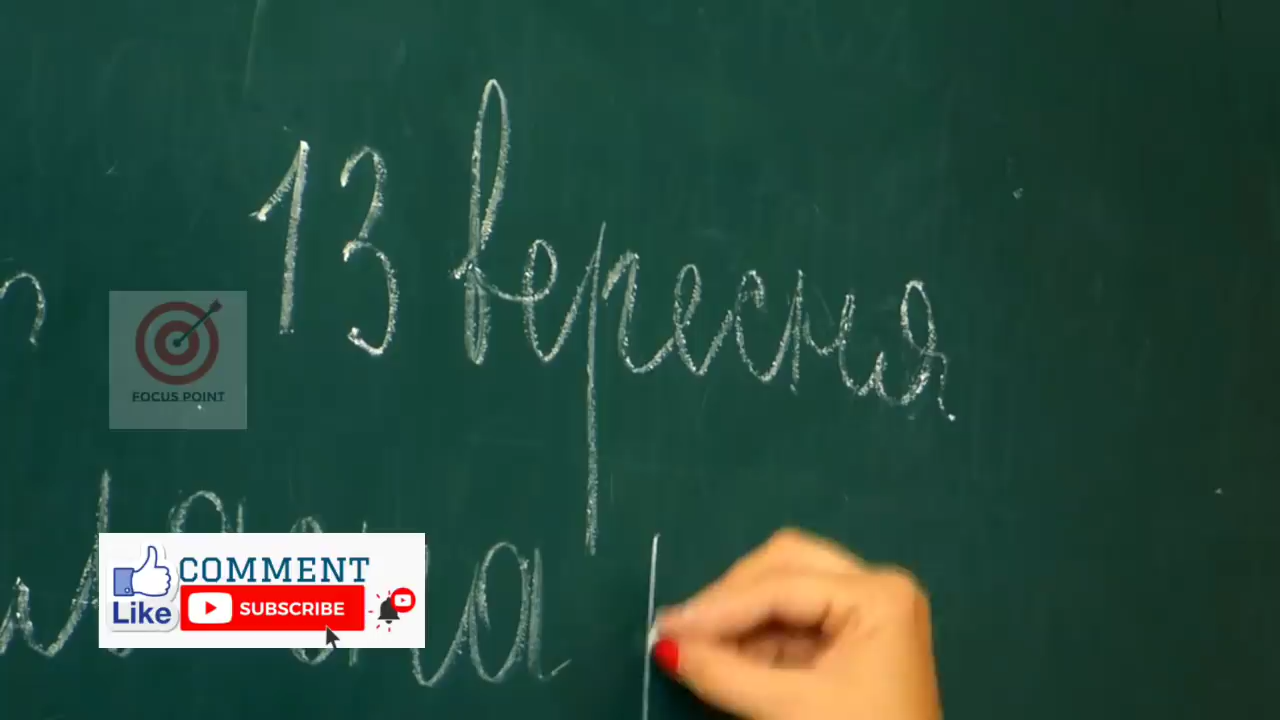 13 вересня
FOCUS POINT
COMMENT
Like
SUBSCRIBE